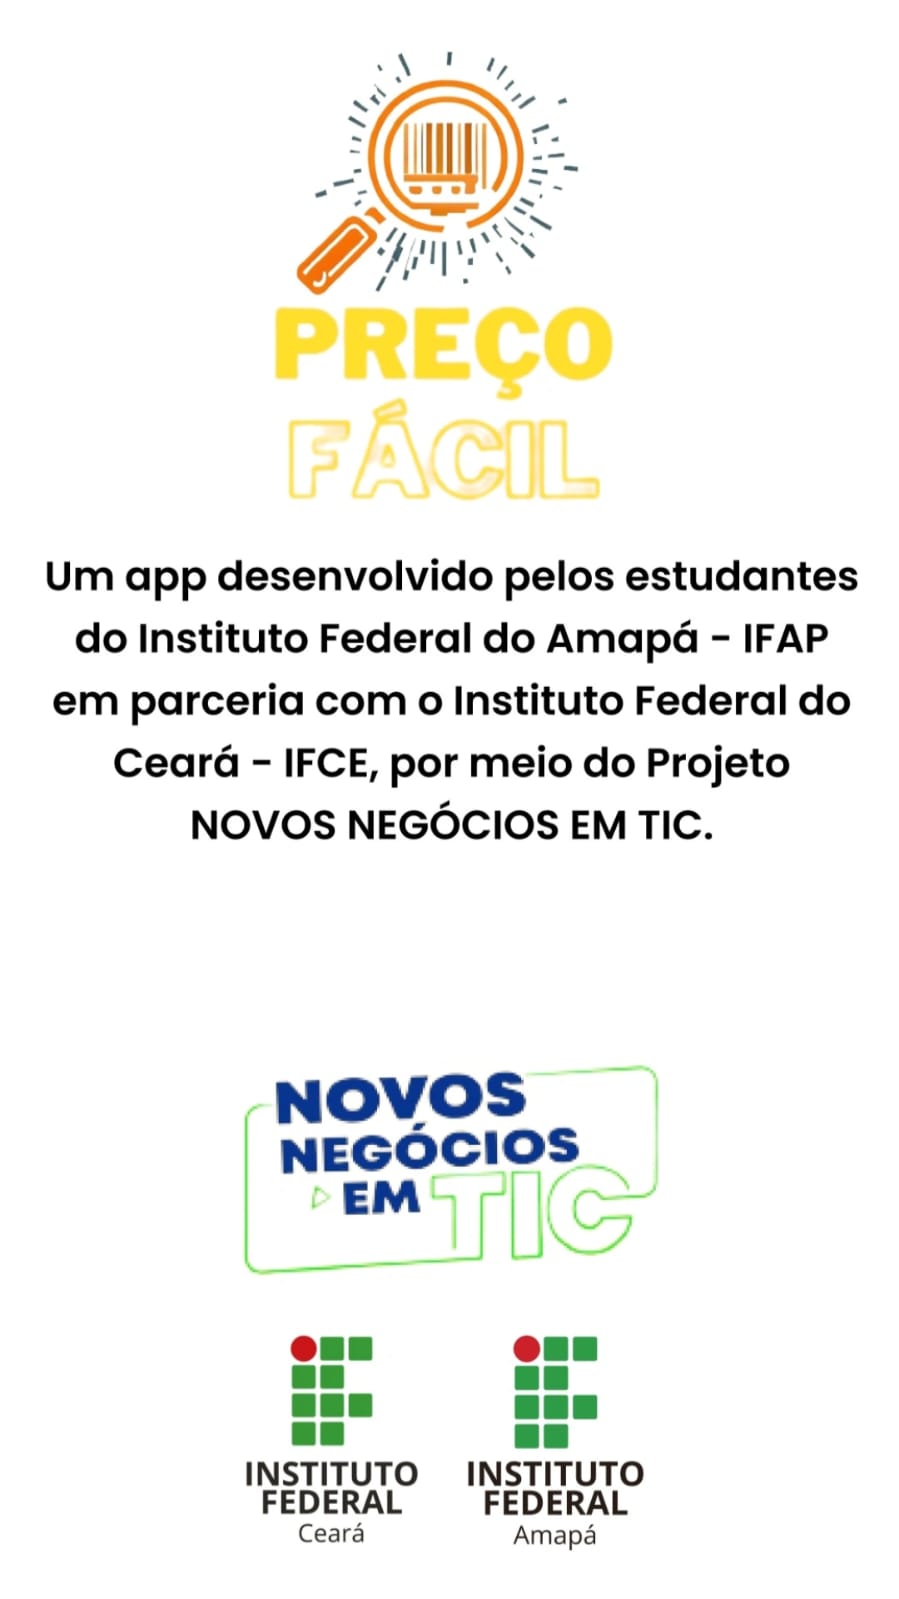 PREÇO
FÁCIL
Um app desenvolvido pelos estudantes
do Instituto Federal do Amapá - IFAP
em parceria com o Instituto Federal do
Ceará - IFCE, por meio do Projeto
NOVOS NEGÓCIOS EM TIC.
NOVOS
NEGÓCIOS
EM TIC
INSTITUTO
FEDERAL
Ceará
INSTITUTO
FEDERAL
Amapá